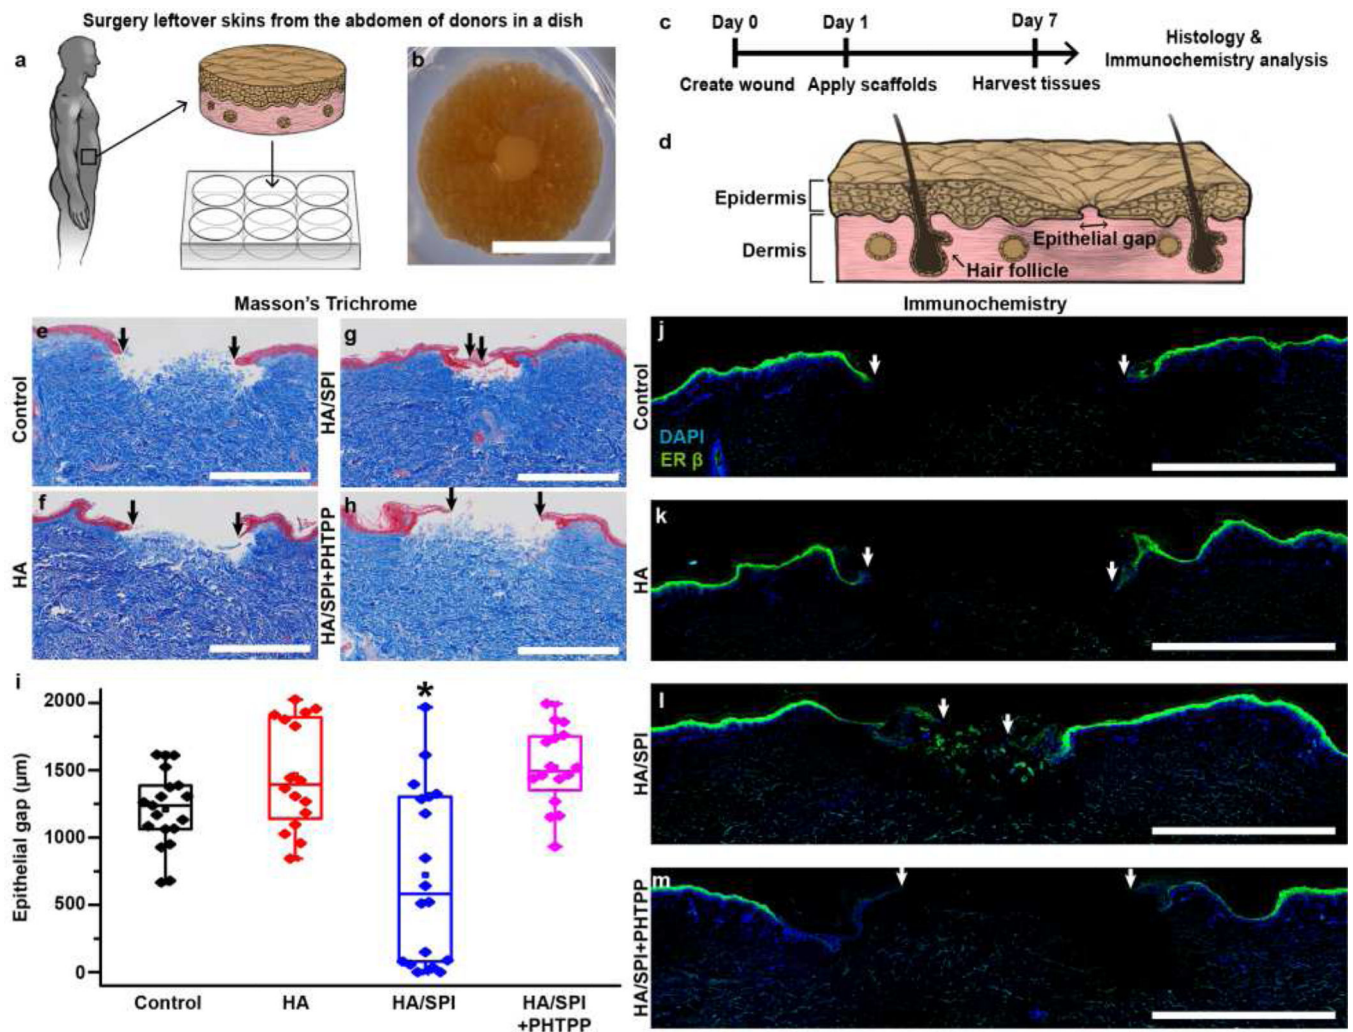 Surgery leftover skins from the abdomen of donors in a dish
a
b
c
Day 0
Day 1
Day 7
Create wound
Apply scaffolds
Harvest tissues
Histology &
Immunochemistry analysis
d
Epidermis
Dermis
Epithelial gap
Hair follicle
Masson's Trichrome
Immunochemistry
e
Control
g
HA/SPI
f
HA
h
HA/SPI+PHTPP
j
Control
DAPI
ER β
k
HA
l
HA/SPI
m
HA/SPI+PHTPP
i
*
Epithelial gap (µm)
2000
1500
1000
500
0
Control
HA
HA/SPI
HA/SPI
+PHTPP